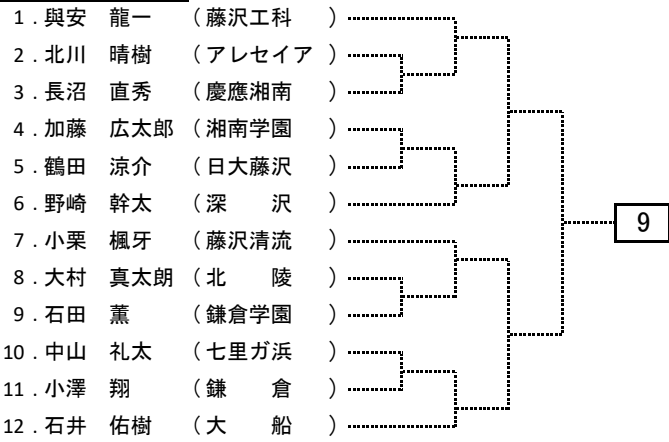 1．與安　龍一　（藤沢工科　）
2．北川　晴樹　（アレセイア　）
3．長沼　直秀　（慶應湘南　）
4．加藤　広太郎　（湘南学園　）
5．鶴田　涼介　（日大藤沢　）
6．野崎　幹太　（深　　沢　）
7．小栗　楓牙　（藤沢清流　）
8．大村　真太朗　（北　　陵　）
9．石田　薫　（鎌倉学園　）
10．中山　礼太　（七里ガ浜　）
11．小澤　翔　（鎌　　倉　）
12．石井　佑樹　（大　　船　）
9